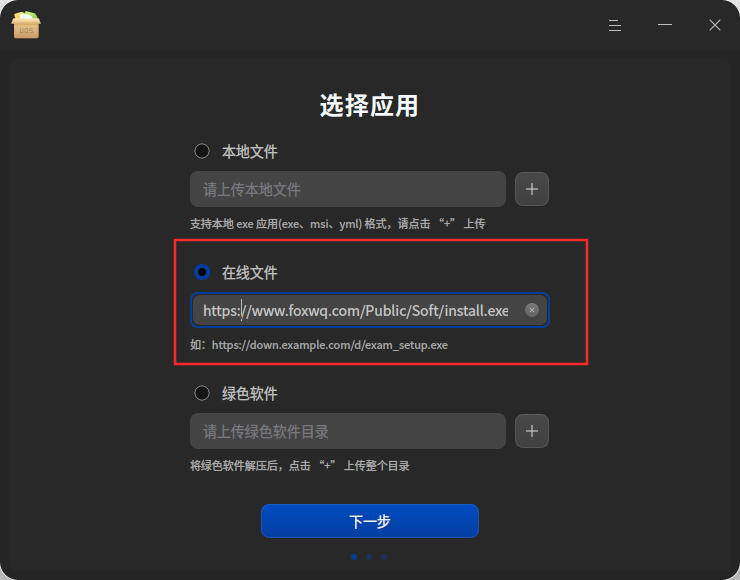 UOS
选择应用
本地文件
请上传本地文件
支持本地 exe 应用(exe、msi、yml) 格式，请点击 “+” 上传
在线文件
https://www.foxwq.com/Public/Soft/install.exe
如：https://down.example.com/d/exam_setup.exe
绿色软件
请上传绿色软件目录
将绿色软件解压后，点击 “+” 上传整个目录
下一步